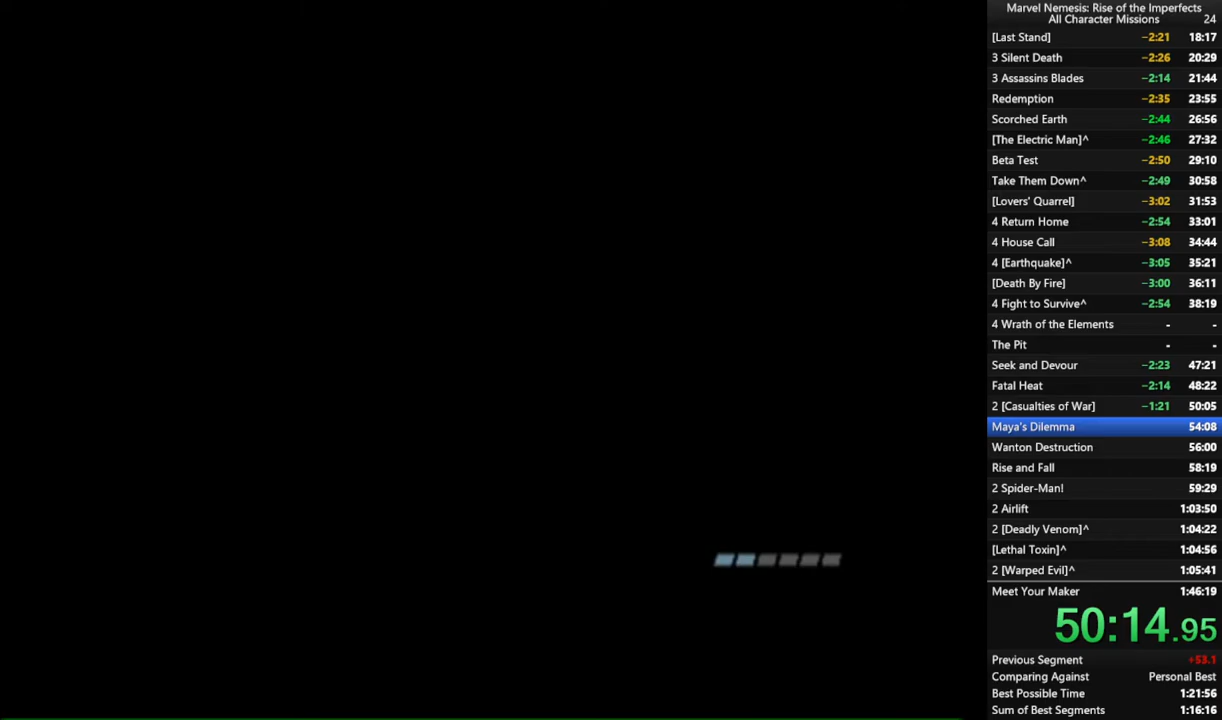 Marvel Nemesis: Rise of the Imperfects
All Character Missions 24
[Last Stand] −2:21 18:17
3 Silent Death −2:26 20:29
3 Assassins Blades −2:14 21:44
Redemption −2:35 23:55
Scorched Earth −2:44 26:56
[The Electric Man]^ −2:46 27:32
Beta Test −2:50 29:10
Take Them Down^ −2:49 30:58
[Lovers' Quarrel] −3:02 31:53
4 Return Home −2:54 33:01
4 House Call −3:08 34:44
4 [Earthquake]^ −3:05 35:21
[Death By Fire] −3:00 36:11
4 Fight to Survive^ −2:54 38:19
4 Wrath of the Elements - -
The Pit - -
Seek and Devour −2:23 47:21
Fatal Heat −2:14 48:22
2 [Casualties of War] −1:21 50:05
Maya's Dilemma 54:08
Wanton Destruction 56:00
Rise and Fall 58:19
2 Spider-Man! 59:29
2 Airlift 1:03:50
2 [Deadly Venom]^ 1:04:22
[Lethal Toxin]^ 1:04:56
2 [Warped Evil]^ 1:05:41
Meet Your Maker 1:46:19
50:14.95
Previous Segment +53.1
Comparing Against Personal Best
Best Possible Time 1:21:56
Sum of Best Segments 1:16:16